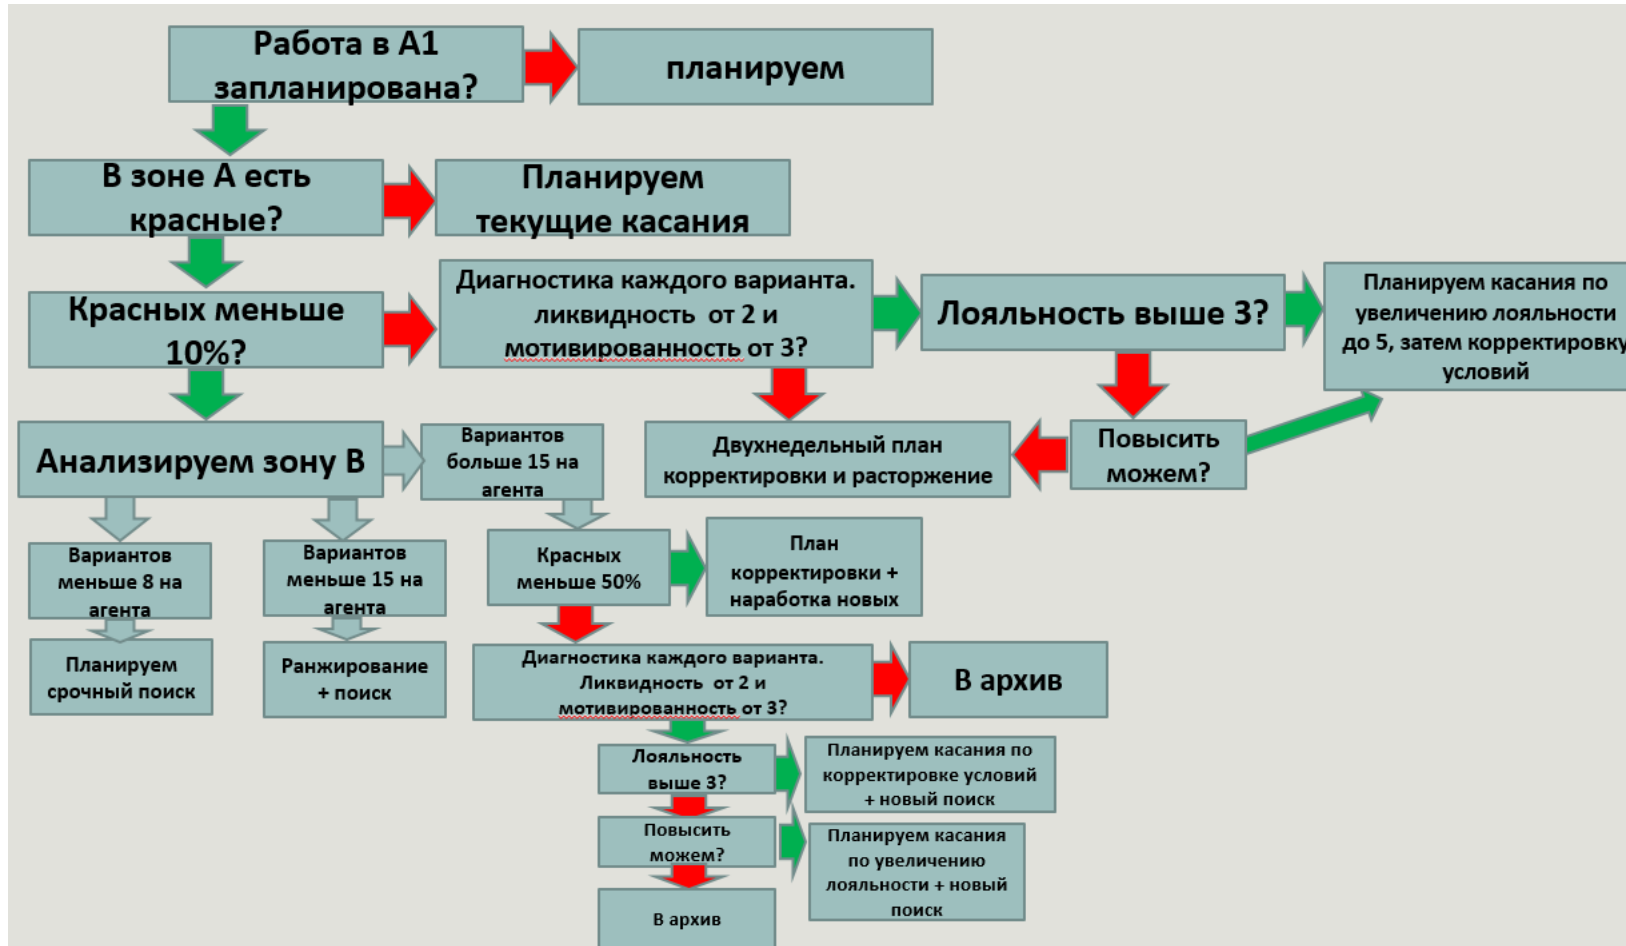 Работа в А1
запланирована?
планируем
В зоне А есть
красные?
Планируем
текущие касания
Красных меньше
10%?
Диагностика каждого варианта.
ликвидность от 2 и
мотивированность от 3?
Лояльность выше 3?
Планируем касания по
увеличению лояльности
до 5, затем корректировку
условий
Анализируем зону В
Вариантов
больше 15 на
агента
Двухнедельный план
корректировки и расторжение
Повысить
можем?
Вариантов
меньше 8 на
агента
Вариантов
меньше 15 на
агента
Красных
меньше 50%
План
корректировки +
наработка новых
Планируем
срочный поиск
Ранжирование
+ поиск
Диагностика каждого варианта.
Ликвидность от 2 и
мотивированность от 3?
В архив
Лояльность
выше 3?
Планируем касания по
корректировке условий
+ новый поиск
Повысить
можем?
Планируем касания
по увеличению
лояльности + новый
поиск
В архив